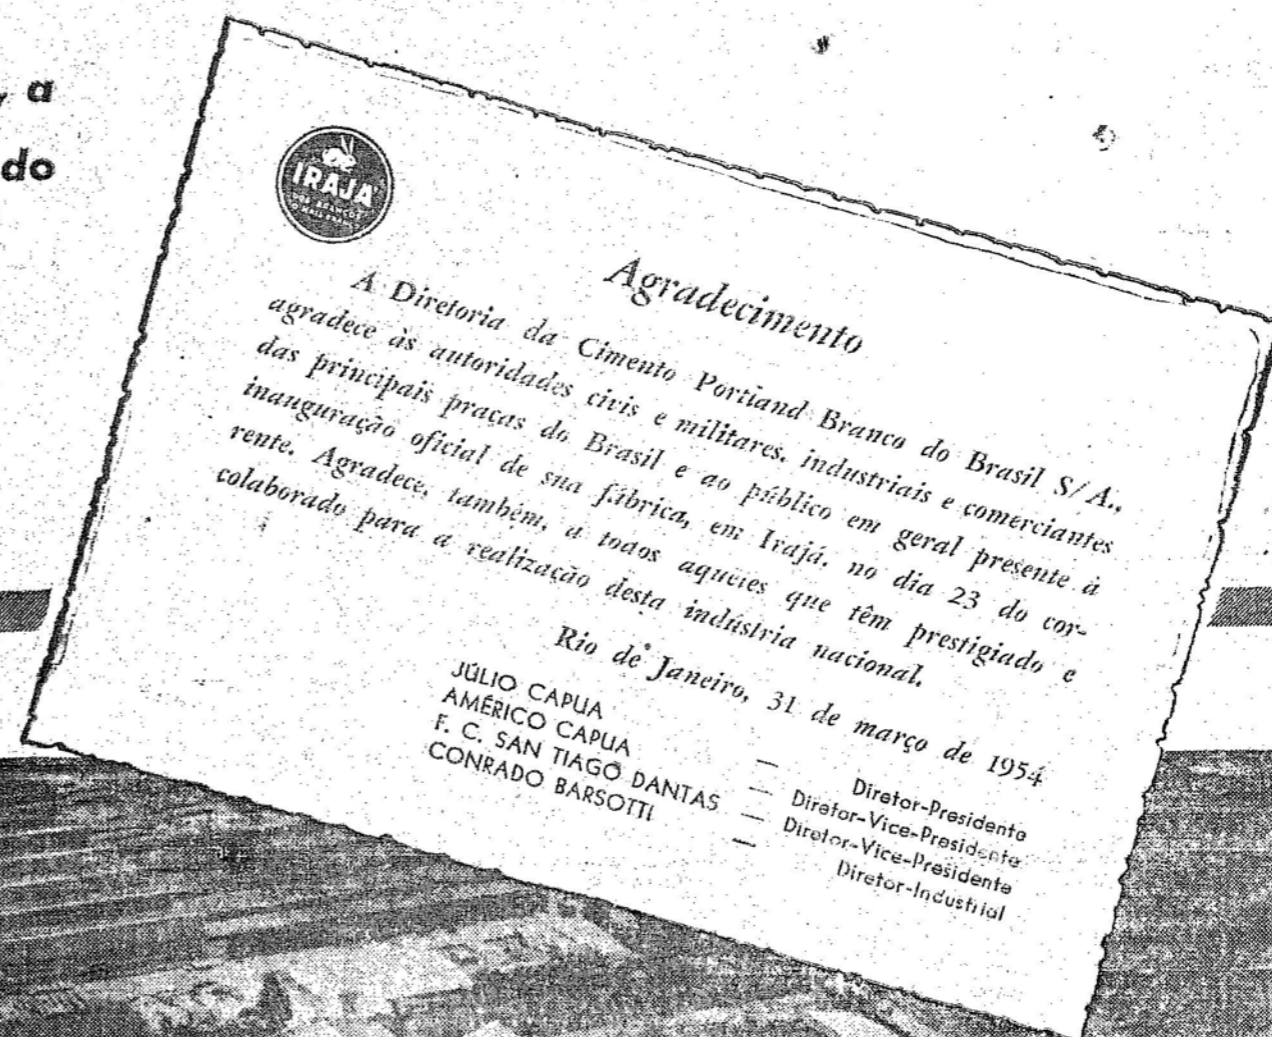 a
do
IRAJÁ
DOS BRANCOS
O MAIS BRANCO
Agradecimento
A Diretoria da Cimento Portland Branco do Brasil S/A.,
agradece às autoridades civis e militares, industriais e comerciantes
das principais praças do Brasil e ao público em geral presente à
inauguração oficial de sua fábrica, em Irajá, no dia 23 do cor-
rente. Agradece, também, a todos aqueles que têm prestigiado e
colaborado para a realização desta indústria nacional.
Rio de Janeiro, 31 de março de 1954
JÚLIO CAPUA — Diretor-Presidente
AMÉRICO CAPUA — Diretor-Vice-Presidente
F. C. SAN TIAGO DANTAS — Diretor-Vice-Presidente
CONRADO BARSOTTI — Diretor-Industrial